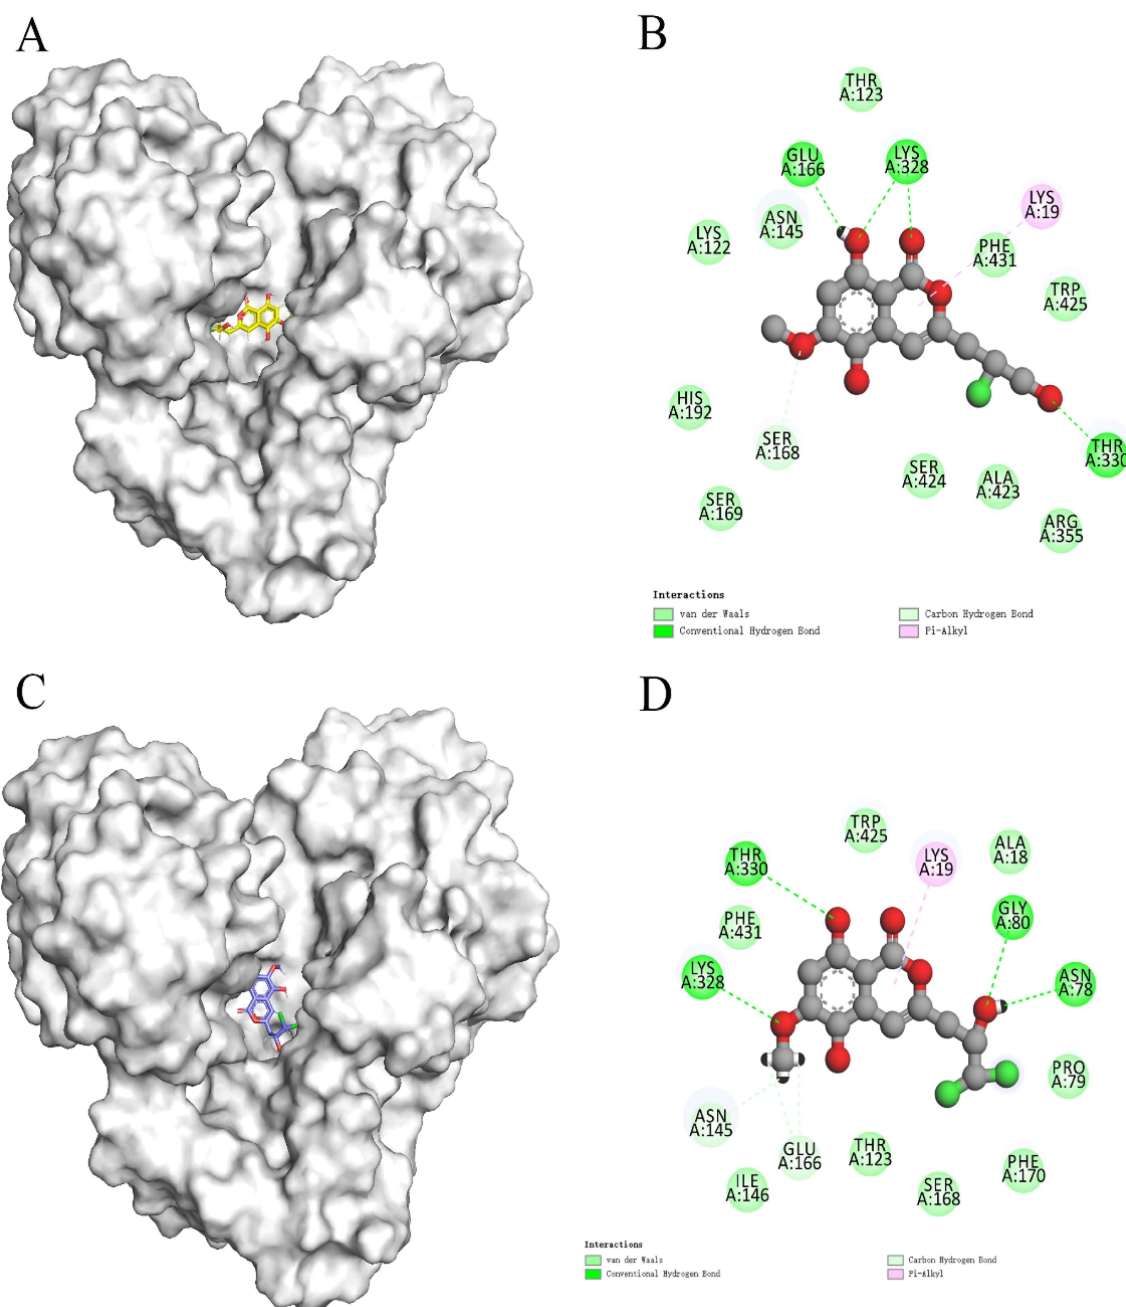 A
B
THR
A:123
GLU
A:166
LYS
A:328
LYS
A:19
ASN
A:145
LYS
A:122
PHE
A:431
TRP
A:425
HIS
A:192
SER
A:168
THR
A:330
SER
A:424
ALA
A:423
SER
A:169
ARG
A:355
Interactions
van der Waals
Conventional Hydrogen Bond
Carbon Hydrogen Bond
Pi-Alkyl
C
D
TRP
A:425
THR
A:330
LYS
A:19
ALA
A:18
PHE
A:431
GLY
A:80
LYS
A:328
ASN
A:78
PRO
A:79
ASN
A:145
GLU
A:166
THR
A:123
ILE
A:146
SER
A:168
PHE
A:170
Interactions
van der Waals
Conventional Hydrogen Bond
Carbon Hydrogen Bond
Pi-Alkyl